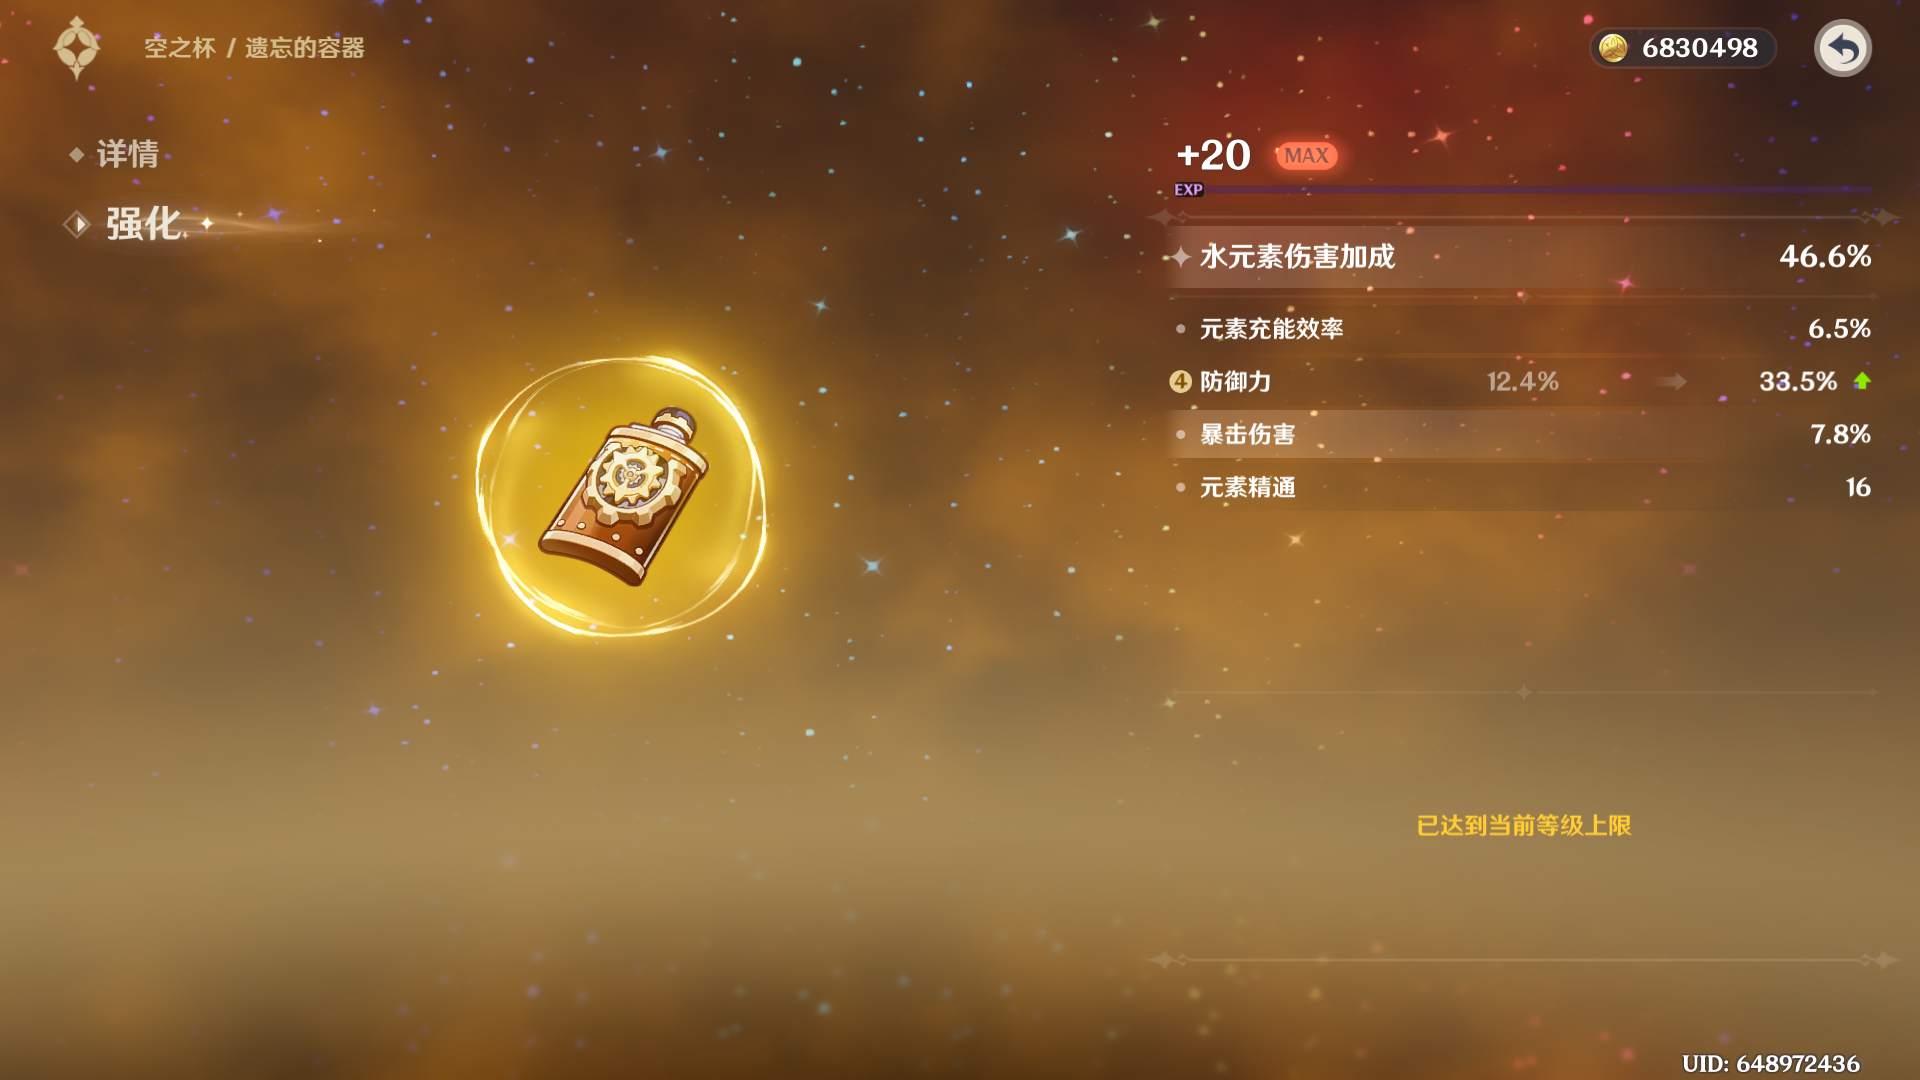 空之杯 / 遗忘的容器
6830498
详情
强化
+20 MAX
EXP
水元素伤害加成 46.6%
元素充能效率 6.5%
4 防御力 12.4% 33.5%
暴击伤害 7.8%
元素精通 16
已达到当前等级上限
UID: 648972436